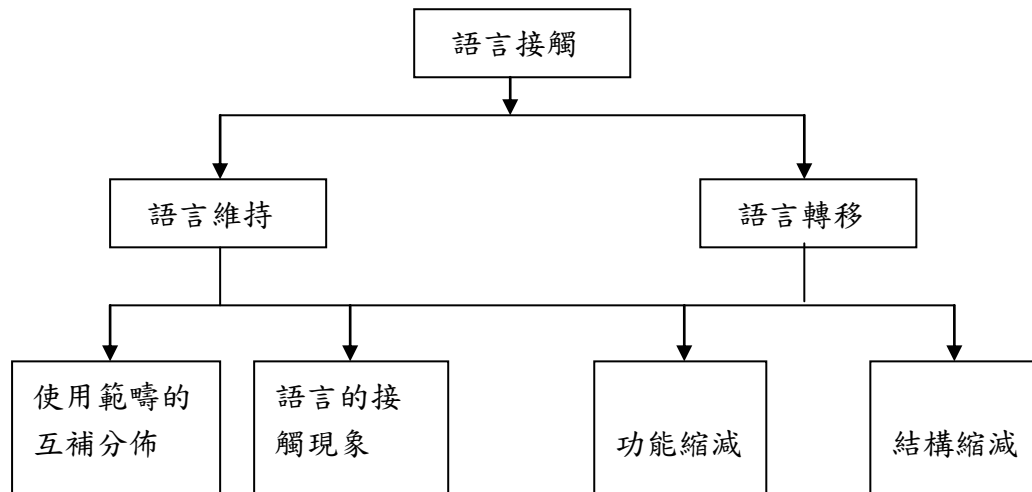 語言接觸
語言維持
語言轉移
使用範疇的
互補分佈
語言的接
觸現象
功能縮減
結構縮減